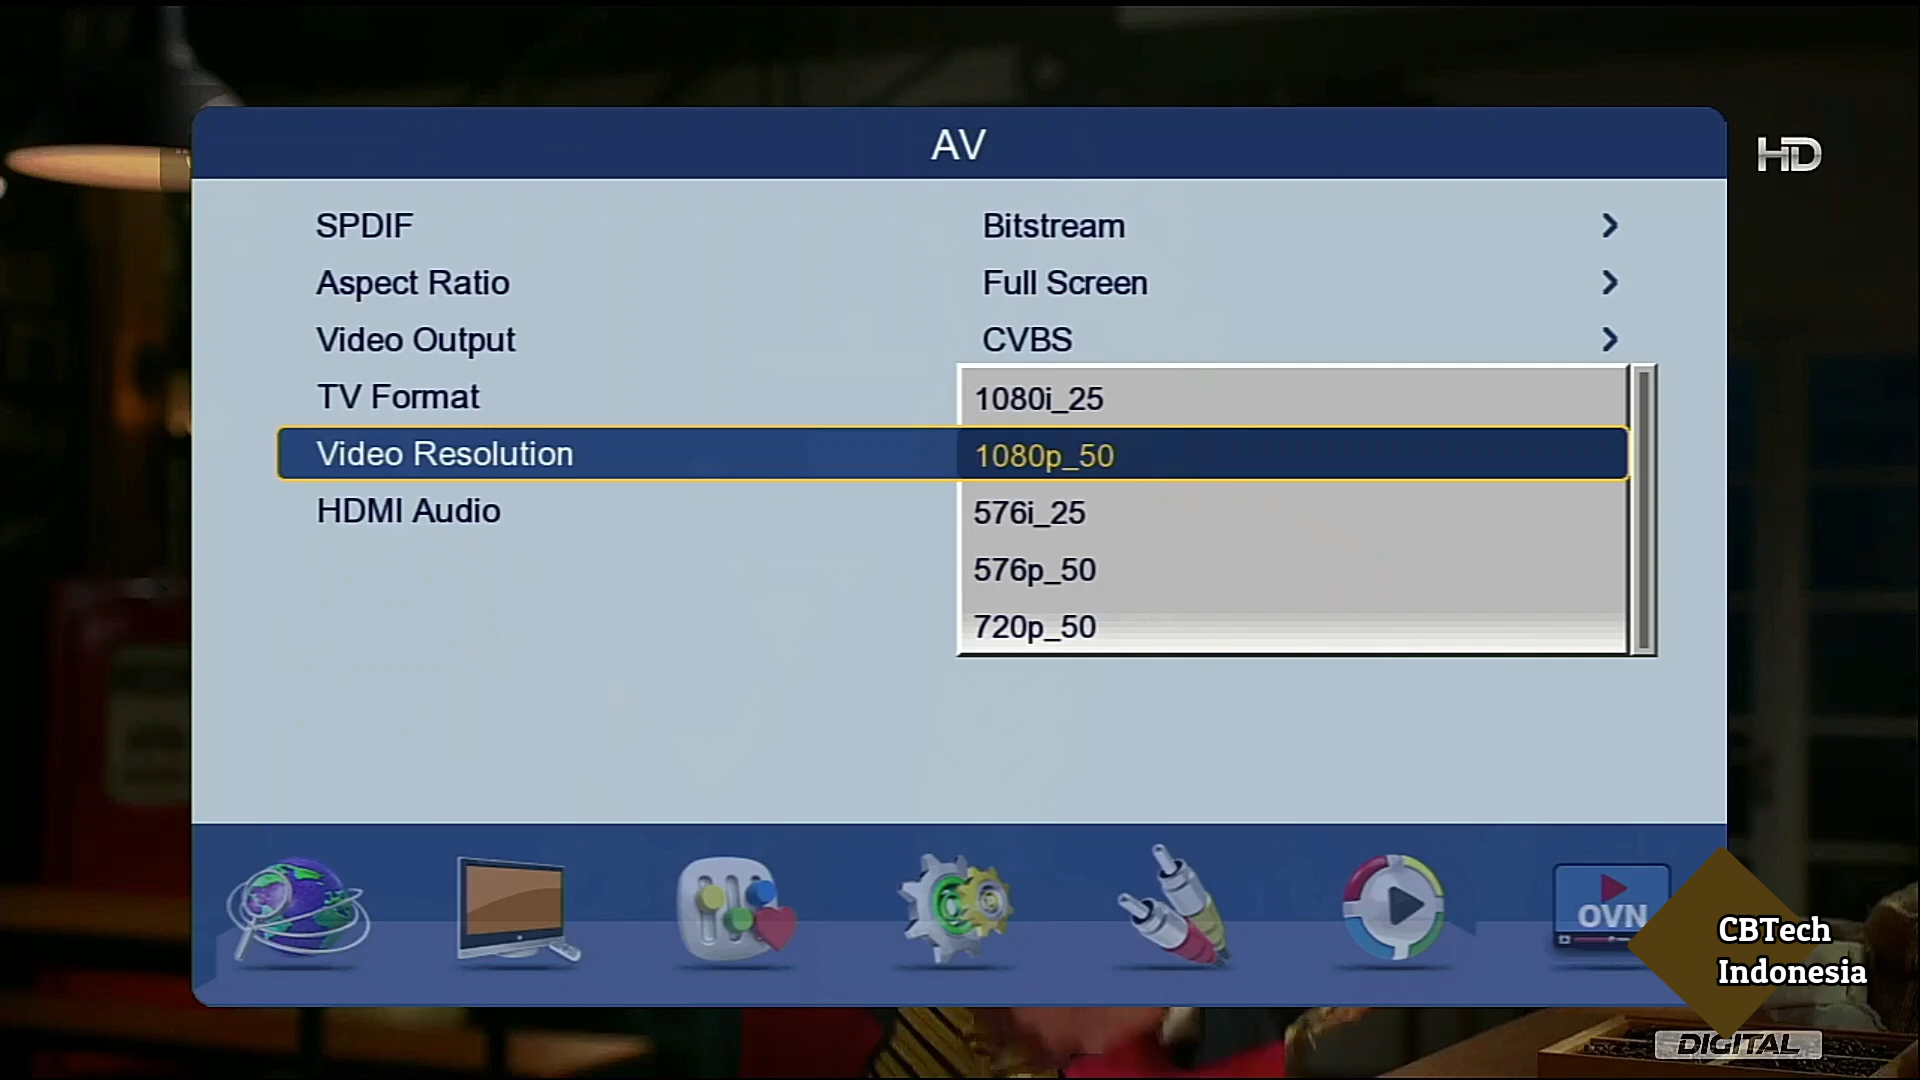 AV
HD
SPDIF Bitstream
Aspect Ratio Full Screen
Video Output CVBS
TV Format 1080i_25
Video Resolution 1080p_50
HDMI Audio 576i_25
576p_50
720p_50
OVN
CBTech
Indonesia
DIGITAL